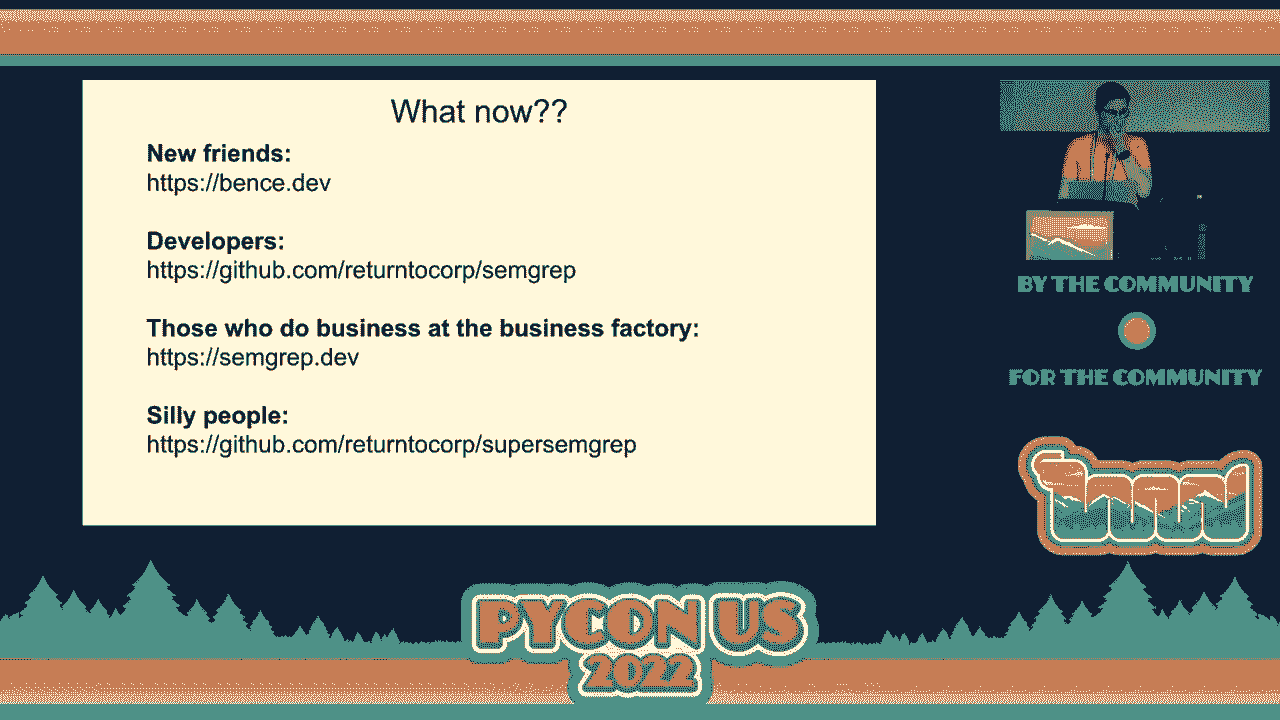 What now??
New friends:
https://bence.dev
Developers:
https://github.com/returntocorp/semgrep
Those who do business at the business factory:
https://semgrep.dev
Silly people:
https://github.com/returntocorp/supersemgrep
BY THE COMMUNITY
FOR THE COMMUNITY
PYCON US
2022